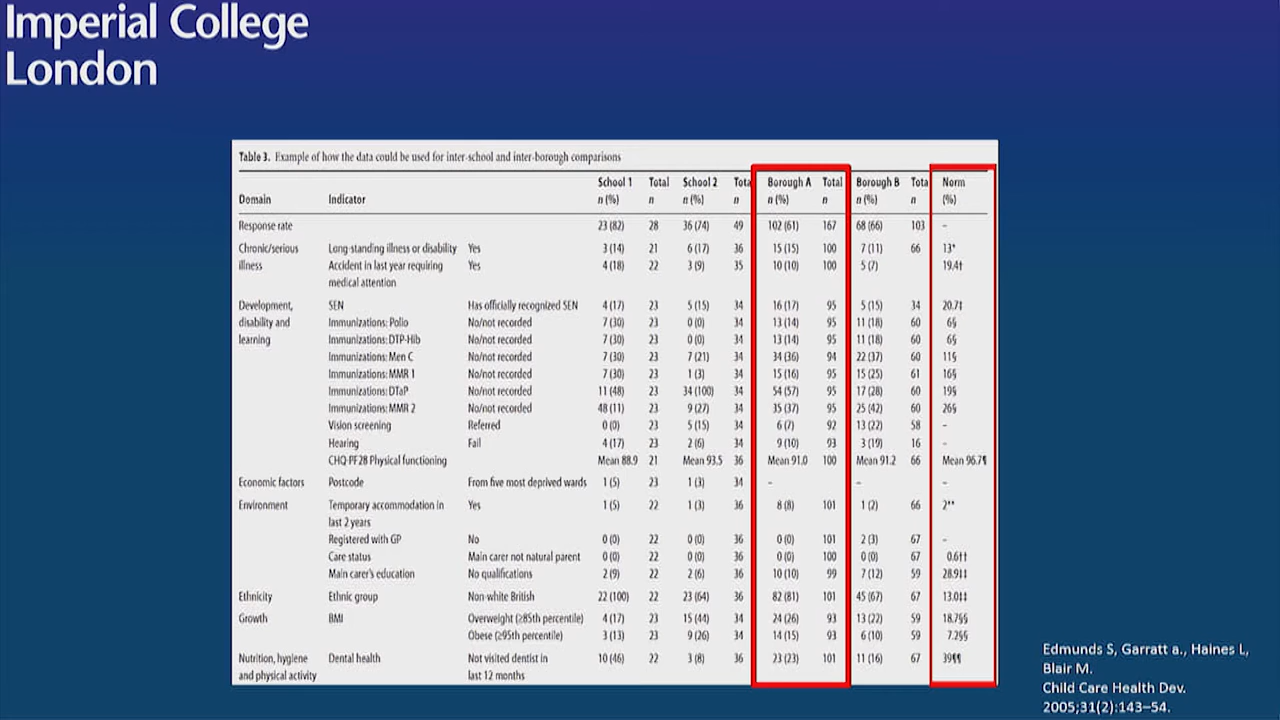 Imperial College
London
Table 3. Example of how the data could be used for inter-school and inter-borough comparisons
School 1 Total School 2 Tota Borough A Total Borough B Tota Norm
Domain Indicator n (%) n n (%) n n (%) n n (%) n (%)
Response rate 23 (82) 28 36 (74) 49 102 (61) 167 68 (66) 103 –
Chronic/serious Long-standing illness or disability Yes 3 (14) 21 6 (17) 36 15 (15) 100 7 (11) 66 13*
illness Accident in last year requiring Yes 4 (18) 22 3 (9) 35 10 (10) 100 5 (7) 19.4†
medical attention
Development, SEN Has officially recognized SEN 4 (17) 23 5 (15) 34 16 (17) 95 5 (15) 34 20.7‡
disability and Immunizations: Polio No/not recorded 7 (30) 23 0 (0) 34 13 (14) 95 11 (18) 60 6§
learning Immunizations: DTP-Hib No/not recorded 7 (30) 23 0 (0) 34 13 (14) 95 11 (18) 60 6§
Immunizations: Men C No/not recorded 7 (30) 23 7 (21) 34 34 (36) 94 22 (37) 60 11§
Immunizations: MMR 1 No/not recorded 7 (30) 23 1 (3) 34 15 (16) 95 15 (25) 61 16§
Immunizations: DTaP No/not recorded 11 (48) 23 34 (100) 34 54 (57) 95 17 (28) 60 19§
Immunizations: MMR 2 No/not recorded 48 (11) 23 9 (27) 34 35 (37) 95 25 (42) 60 26§
Vision screening Referred 0 (0) 23 5 (15) 34 6 (7) 92 13 (22) 58 –
Hearing Fail 4 (17) 23 2 (6) 34 9 (10) 93 3 (19) 16 –
CHQ-PF28 Physical functioning Mean 88.9 21 Mean 93.5 36 Mean 91.0 100 Mean 91.2 66 Mean 96.7¶
Economic factors Postcode From five most deprived wards 1 (5) 23 1 (3) 34 – – –
Environment Temporary accommodation in Yes 1 (5) 22 1 (3) 36 8 (8) 101 1 (2) 66 2**
last 2 years
Registered with GP No 0 (0) 22 0 (0) 36 0 (0) 101 2 (3) 67 –
Care status Main carer not natural parent 0 (0) 22 0 (0) 36 0 (0) 100 0 (0) 67 0.6††
Main carer's education No qualifications 2 (9) 22 2 (6) 36 10 (10) 99 7 (12) 59 28.9‡‡
Ethnicity Ethnic group Non-white British 22 (100) 22 23 (64) 36 82 (81) 101 45 (67) 67 13.0‡‡
Growth BMI Overweight (≥85th percentile) 4 (17) 23 15 (44) 34 24 (26) 93 13 (22) 59 18.7§§
Obese (≥95th percentile) 3 (13) 23 9 (26) 34 14 (15) 93 6 (10) 59 7.2§§
Nutrition, hygiene Dental health Not visited dentist in 10 (46) 22 3 (8) 36 23 (23) 101 11 (16) 67 39¶¶
and physical activity last 12 months
Edmunds S, Garratt a., Haines L,
Blair M.
Child Care Health Dev.
2005;31(2):143–54.